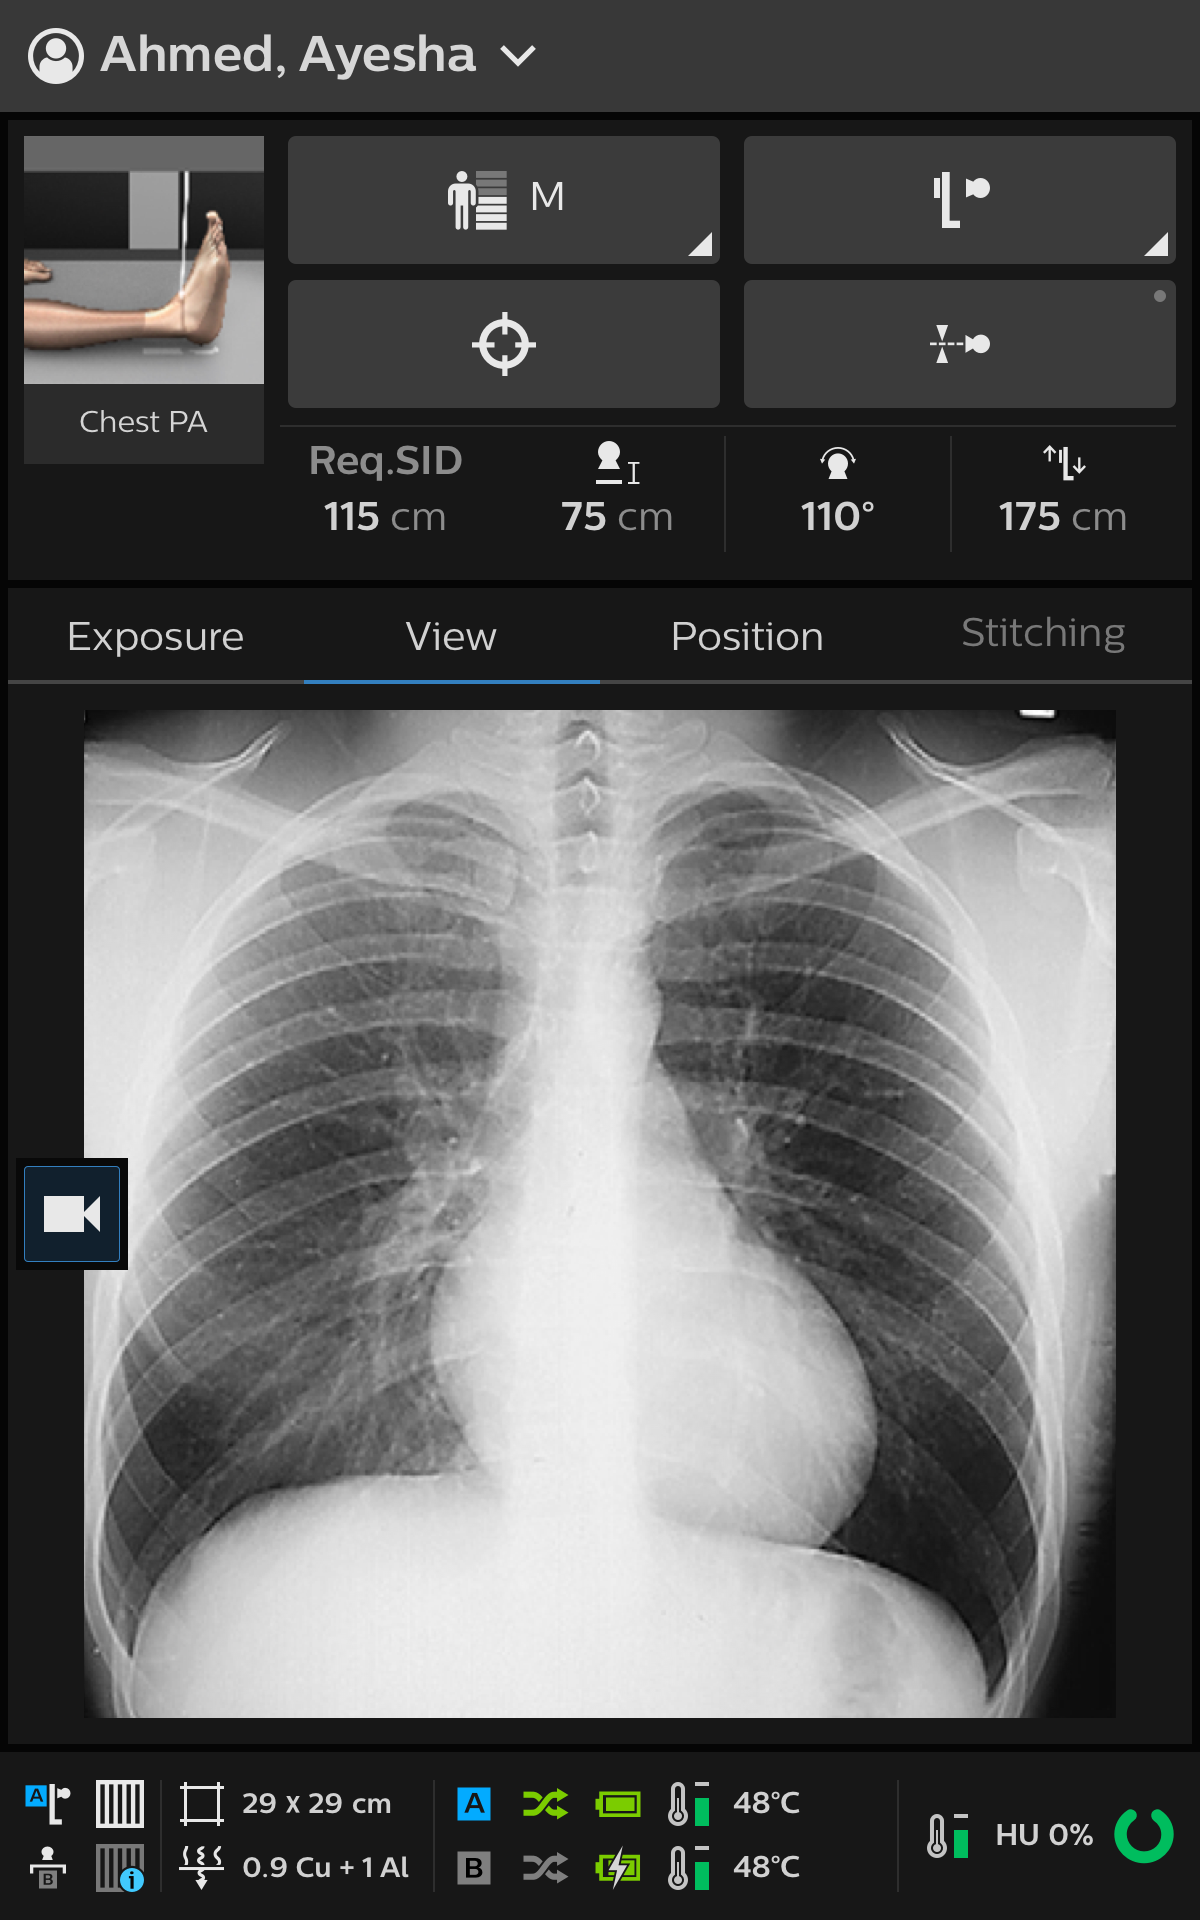 Ahmed, Ayesha
M
Chest PA
Req.SID
115 cm
75 cm
110°
175 cm
Exposure
View
Position
Stitching
A
29 x 29 cm
A
48°C
B
i
0.9 Cu + 1 Al
B
48°C
HU 0%